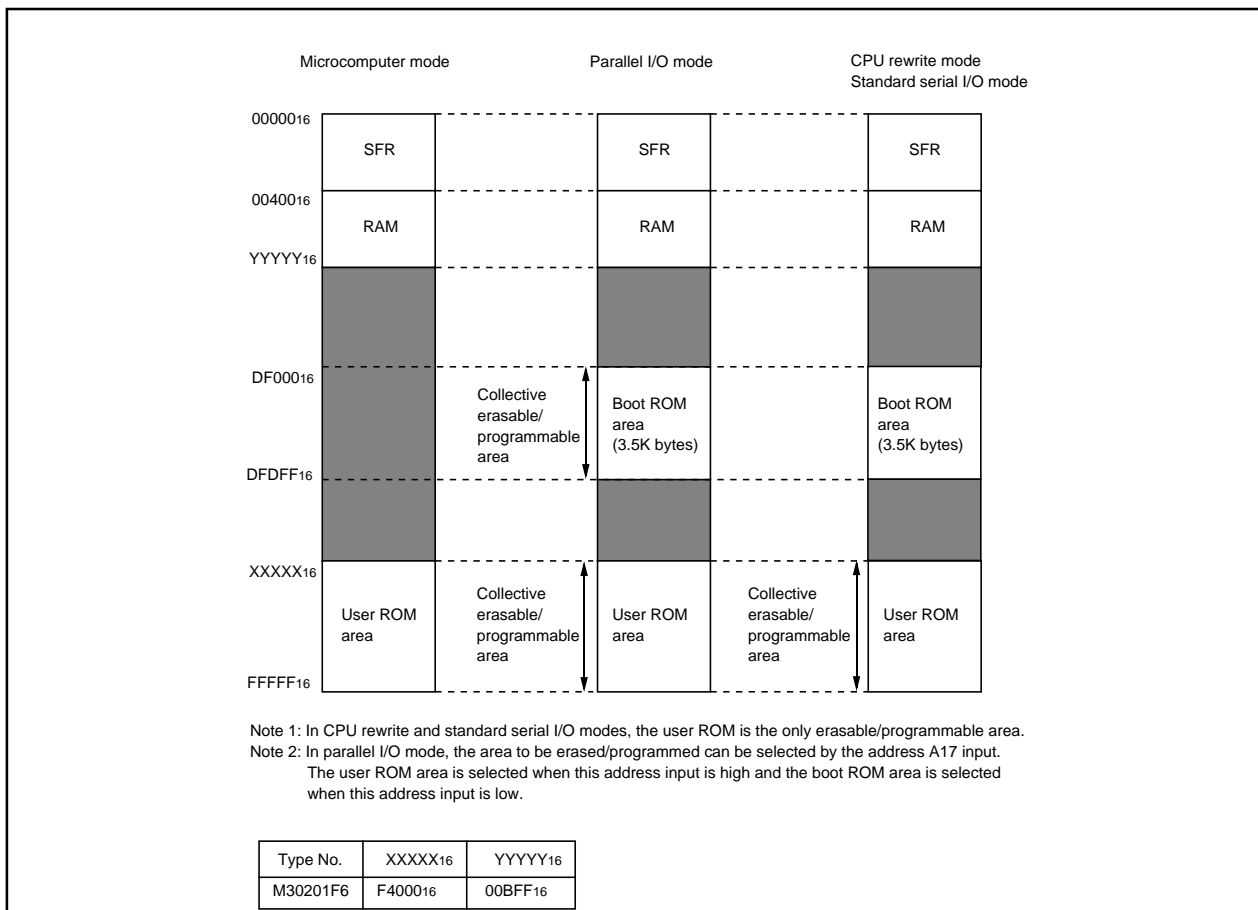 Microcomputer mode
Parallel I/O mode
CPU rewrite mode
Standard serial I/O mode
0000016
SFR
SFR
SFR
0040016
RAM
RAM
RAM
YYYYY16
DF00016
Collective
erasable/
programmable
area
Boot ROM
area
(3.5K bytes)
Boot ROM
area
(3.5K bytes)
DFDFF16
XXXXX16
User ROM
area
Collective
erasable/
programmable
area
User ROM
area
Collective
erasable/
programmable
area
User ROM
area
FFFFF16
Note 1: In CPU rewrite and standard serial I/O modes, the user ROM is the only erasable/programmable area.
Note 2: In parallel I/O mode, the area to be erased/programmed can be selected by the address A17 input.
The user ROM area is selected when this address input is high and the boot ROM area is selected
when this address input is low.
Type No. XXXXX16 YYYYY16
M30201F6 F400016 00BFF16